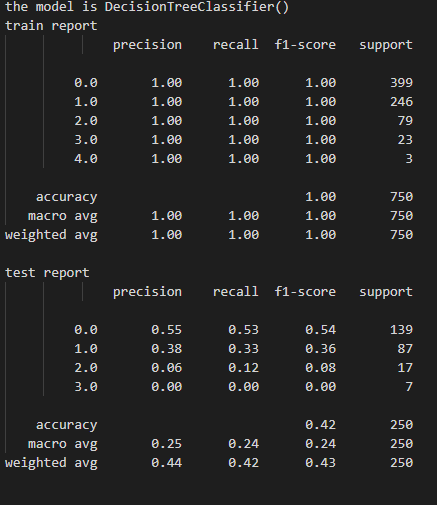 the model is DecisionTreeClassifier()
train report
precision recall f1-score support
0.0 1.00 1.00 1.00 399
1.0 1.00 1.00 1.00 246
2.0 1.00 1.00 1.00 79
3.0 1.00 1.00 1.00 23
4.0 1.00 1.00 1.00 3
accuracy 1.00 750
macro avg 1.00 1.00 1.00 750
weighted avg 1.00 1.00 1.00 750
test report
precision recall f1-score support
0.0 0.55 0.53 0.54 139
1.0 0.38 0.33 0.36 87
2.0 0.06 0.12 0.08 17
3.0 0.00 0.00 0.00 7
accuracy 0.42 250
macro avg 0.25 0.24 0.24 250
weighted avg 0.44 0.42 0.43 250